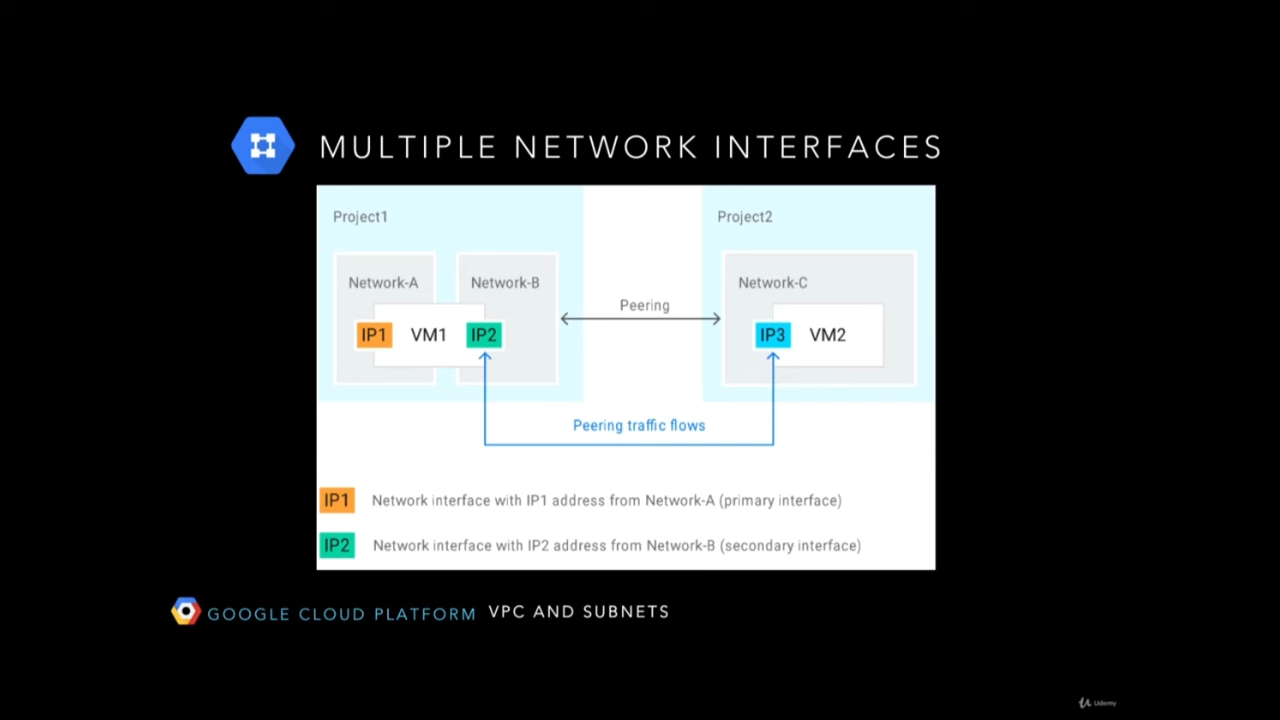 MULTIPLE NETWORK INTERFACES
Project1
Project2
Network-A
Network-B
Network-C
Peering
IP1
VM1
IP2
IP3
VM2
Peering traffic flows
IP1 Network interface with IP1 address from Network-A (primary interface)
IP2 Network interface with IP2 address from Network-B (secondary interface)
GOOGLE CLOUD PLATFORM VPC AND SUBNETS
Udemy